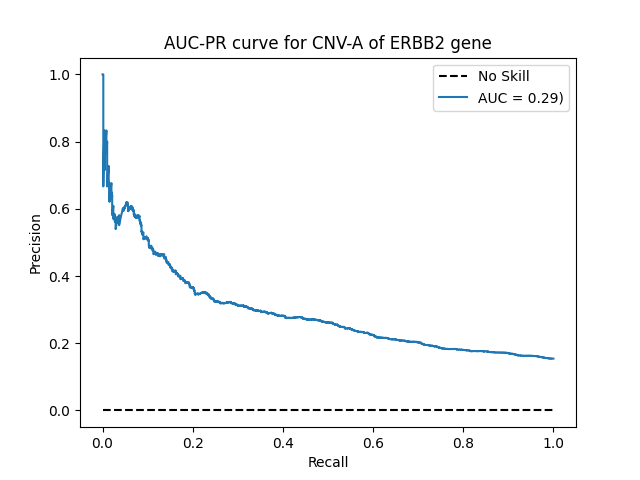 AUC-PR curve for CNV-A of ERBB2 gene
No Skill
AUC = 0.29)
1.0
0.8
0.6
0.4
0.2
0.0
Precision
0.0 0.2 0.4 0.6 0.8 1.0
Recall